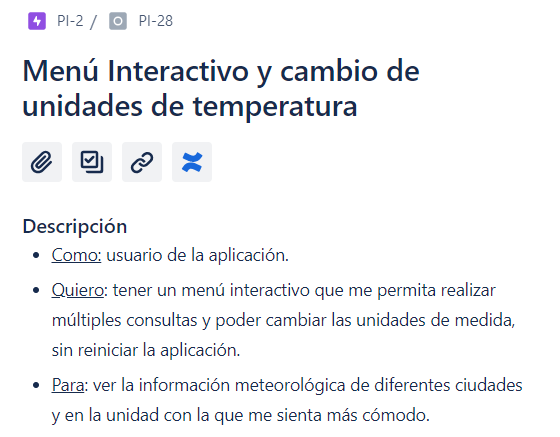 PI-2 / PI-28
Menú Interactivo y cambio de
unidades de temperatura
Descripción
• Como: usuario de la aplicación.
• Quiero: tener un menú interactivo que me permita realizar
múltiples consultas y poder cambiar las unidades de medida,
sin reiniciar la aplicación.
• Para: ver la información meteorológica de diferentes ciudades
y en la unidad con la que me sienta más cómodo.